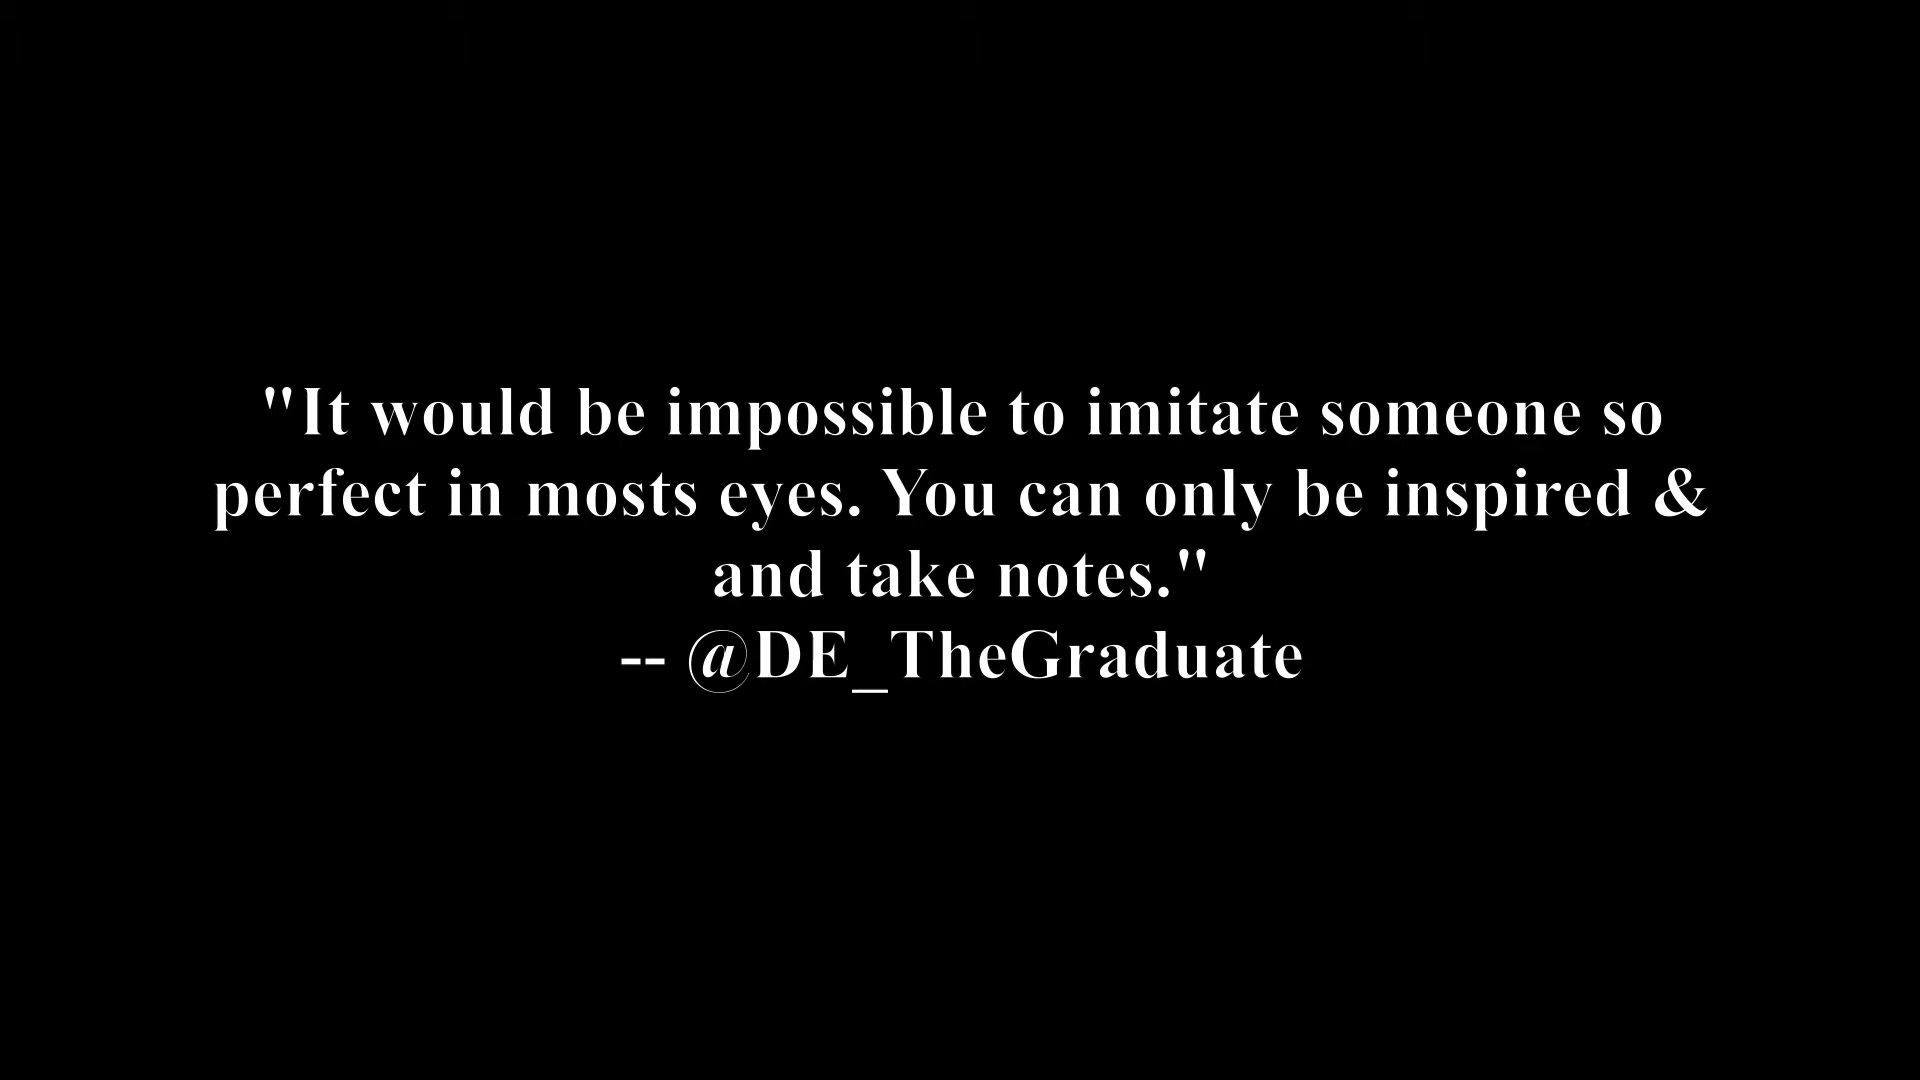 "It would be impossible to imitate someone so
perfect in mosts eyes. You can only be inspired &
and take notes."
-- @DE_TheGraduate